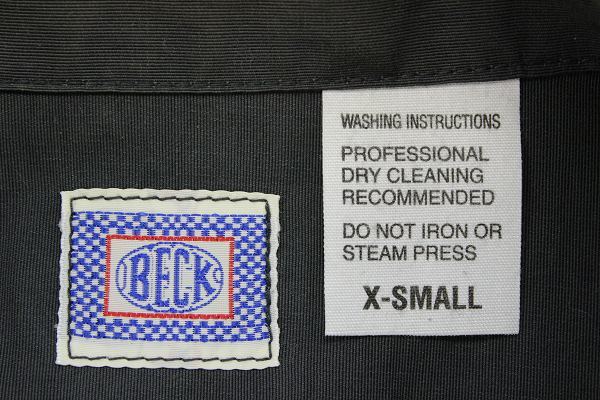 WASHING INSTRUCTIONS
PROFESSIONAL
DRY CLEANING
RECOMMENDED
DO NOT IRON OR
STEAM PRESS
X-SMALL
BECK